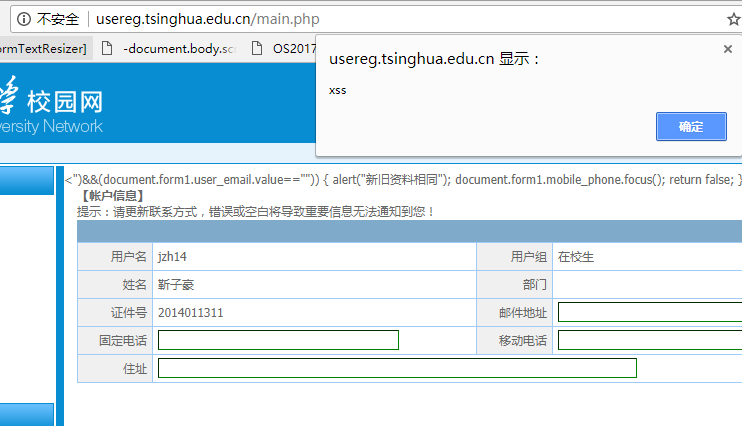 不安全 usereg.tsinghua.edu.cn/main.php
ormTextResizer] -document.body.sc OS2017
usereg.tsinghua.edu.cn 显示：
xss
确定
学 校园网
versity Network
<")&&(document.form1.user_email.value=="")) { alert("新旧资料相同"); document.form1.mobile_phone.focus(); return false; }
【帐户信息】
提示：请更新联系方式，错误或空白将导致重要信息无法通知到您！
用户名 jzh14 用户组 在校生
姓名 靳子豪 部门
证件号 2014011311 邮件地址
固定电话 移动电话
住址